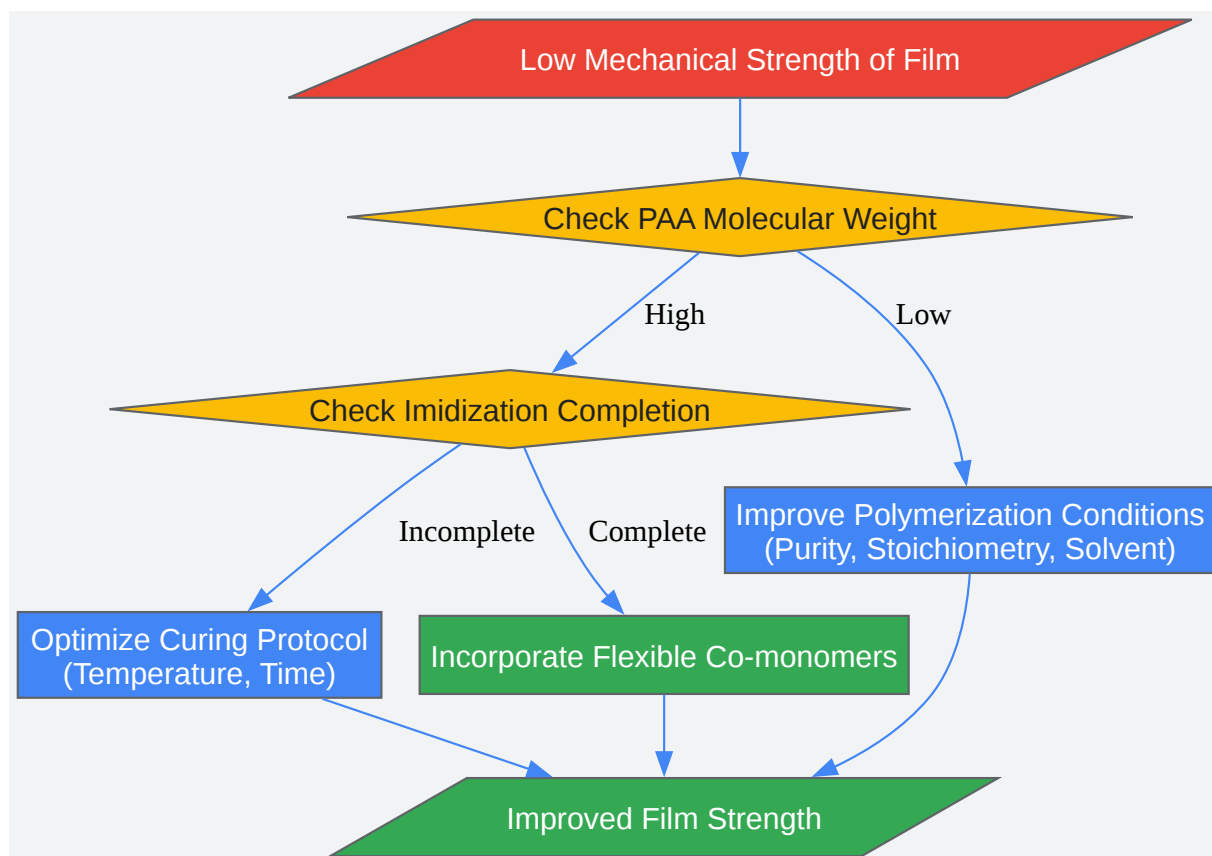 Low Mechanical Strength of Film
Check PAA Molecular Weight
High
Low
Check Imidization Completion
Incomplete
Complete
Improve Polymerization Conditions
(Purity, Stoichiometry, Solvent)
Optimize Curing Protocol
(Temperature, Time)
Incorporate Flexible Co-monomers
Improved Film Strength